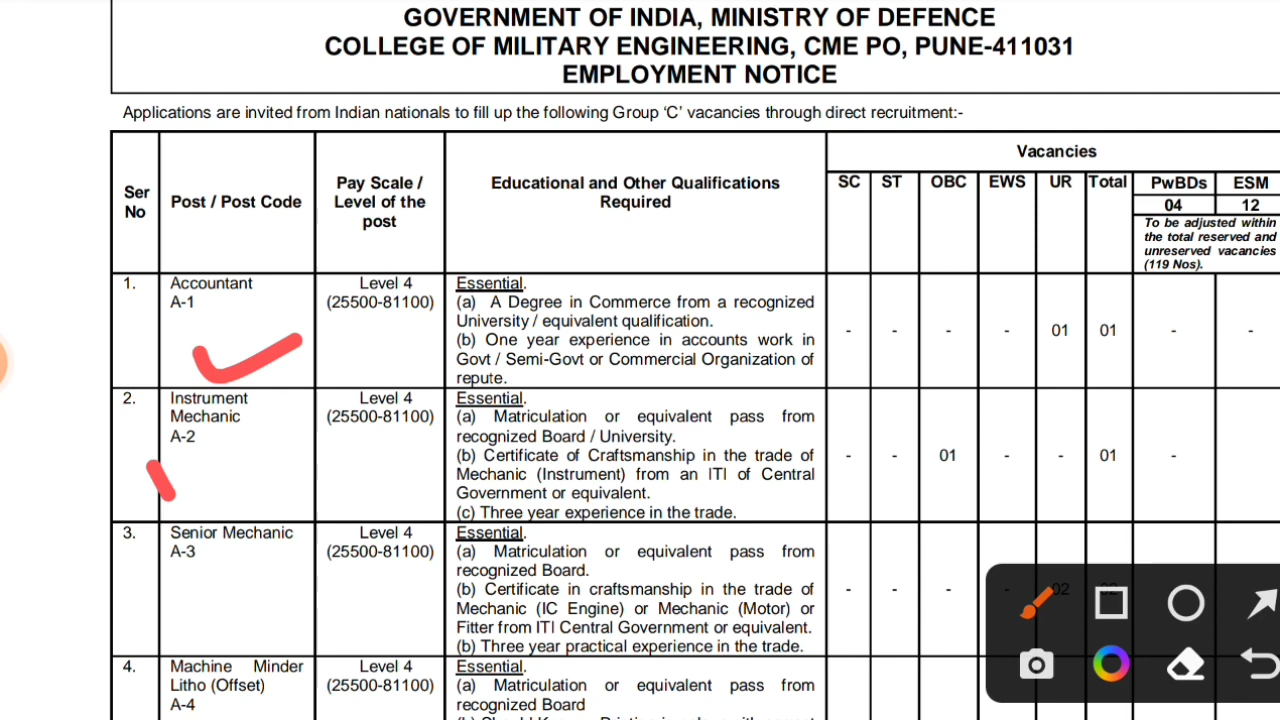 GOVERNMENT OF INDIA, MINISTRY OF DEFENCE
COLLEGE OF MILITARY ENGINEERING, CME PO, PUNE-411031
EMPLOYMENT NOTICE
Applications are invited from Indian nationals to fill up the following Group ‘C’ vacancies through direct recruitment:-
Ser No
Post / Post Code
Pay Scale /
Level of the
post
Educational and Other Qualifications
Required
Vacancies
SC ST OBC EWS UR Total PwBDs ESM
04 12
To be adjusted within
the total reserved and
unreserved vacancies
(119 Nos).
1.
Accountant
A-1
Level 4
(25500-81100)
Essential.
(a) A Degree in Commerce from a recognized
University / equivalent qualification.
(b) One year experience in accounts work in
Govt / Semi-Govt or Commercial Organization of
repute.
- - - - 01 01 - -
2.
Instrument
Mechanic
A-2
Level 4
(25500-81100)
Essential.
(a) Matriculation or equivalent pass from
recognized Board / University.
(b) Certificate of Craftsmanship in the trade of
Mechanic (Instrument) from an ITI of Central
Government or equivalent.
(c) Three year experience in the trade.
- - 01 - - 01 -
3.
Senior Mechanic
A-3
Level 4
(25500-81100)
Essential.
(a) Matriculation or equivalent pass from
recognized Board.
(b) Certificate in craftsmanship in the trade of
Mechanic (IC Engine) or Mechanic (Motor) or
Fitter from ITI Central Government or equivalent.
(b) Three year practical experience in the trade.
- - - - 02 02
4.
Machine Minder
Litho (Offset)
A-4
Level 4
(25500-81100)
Essential.
(a) Matriculation or equivalent pass from
recognized Board